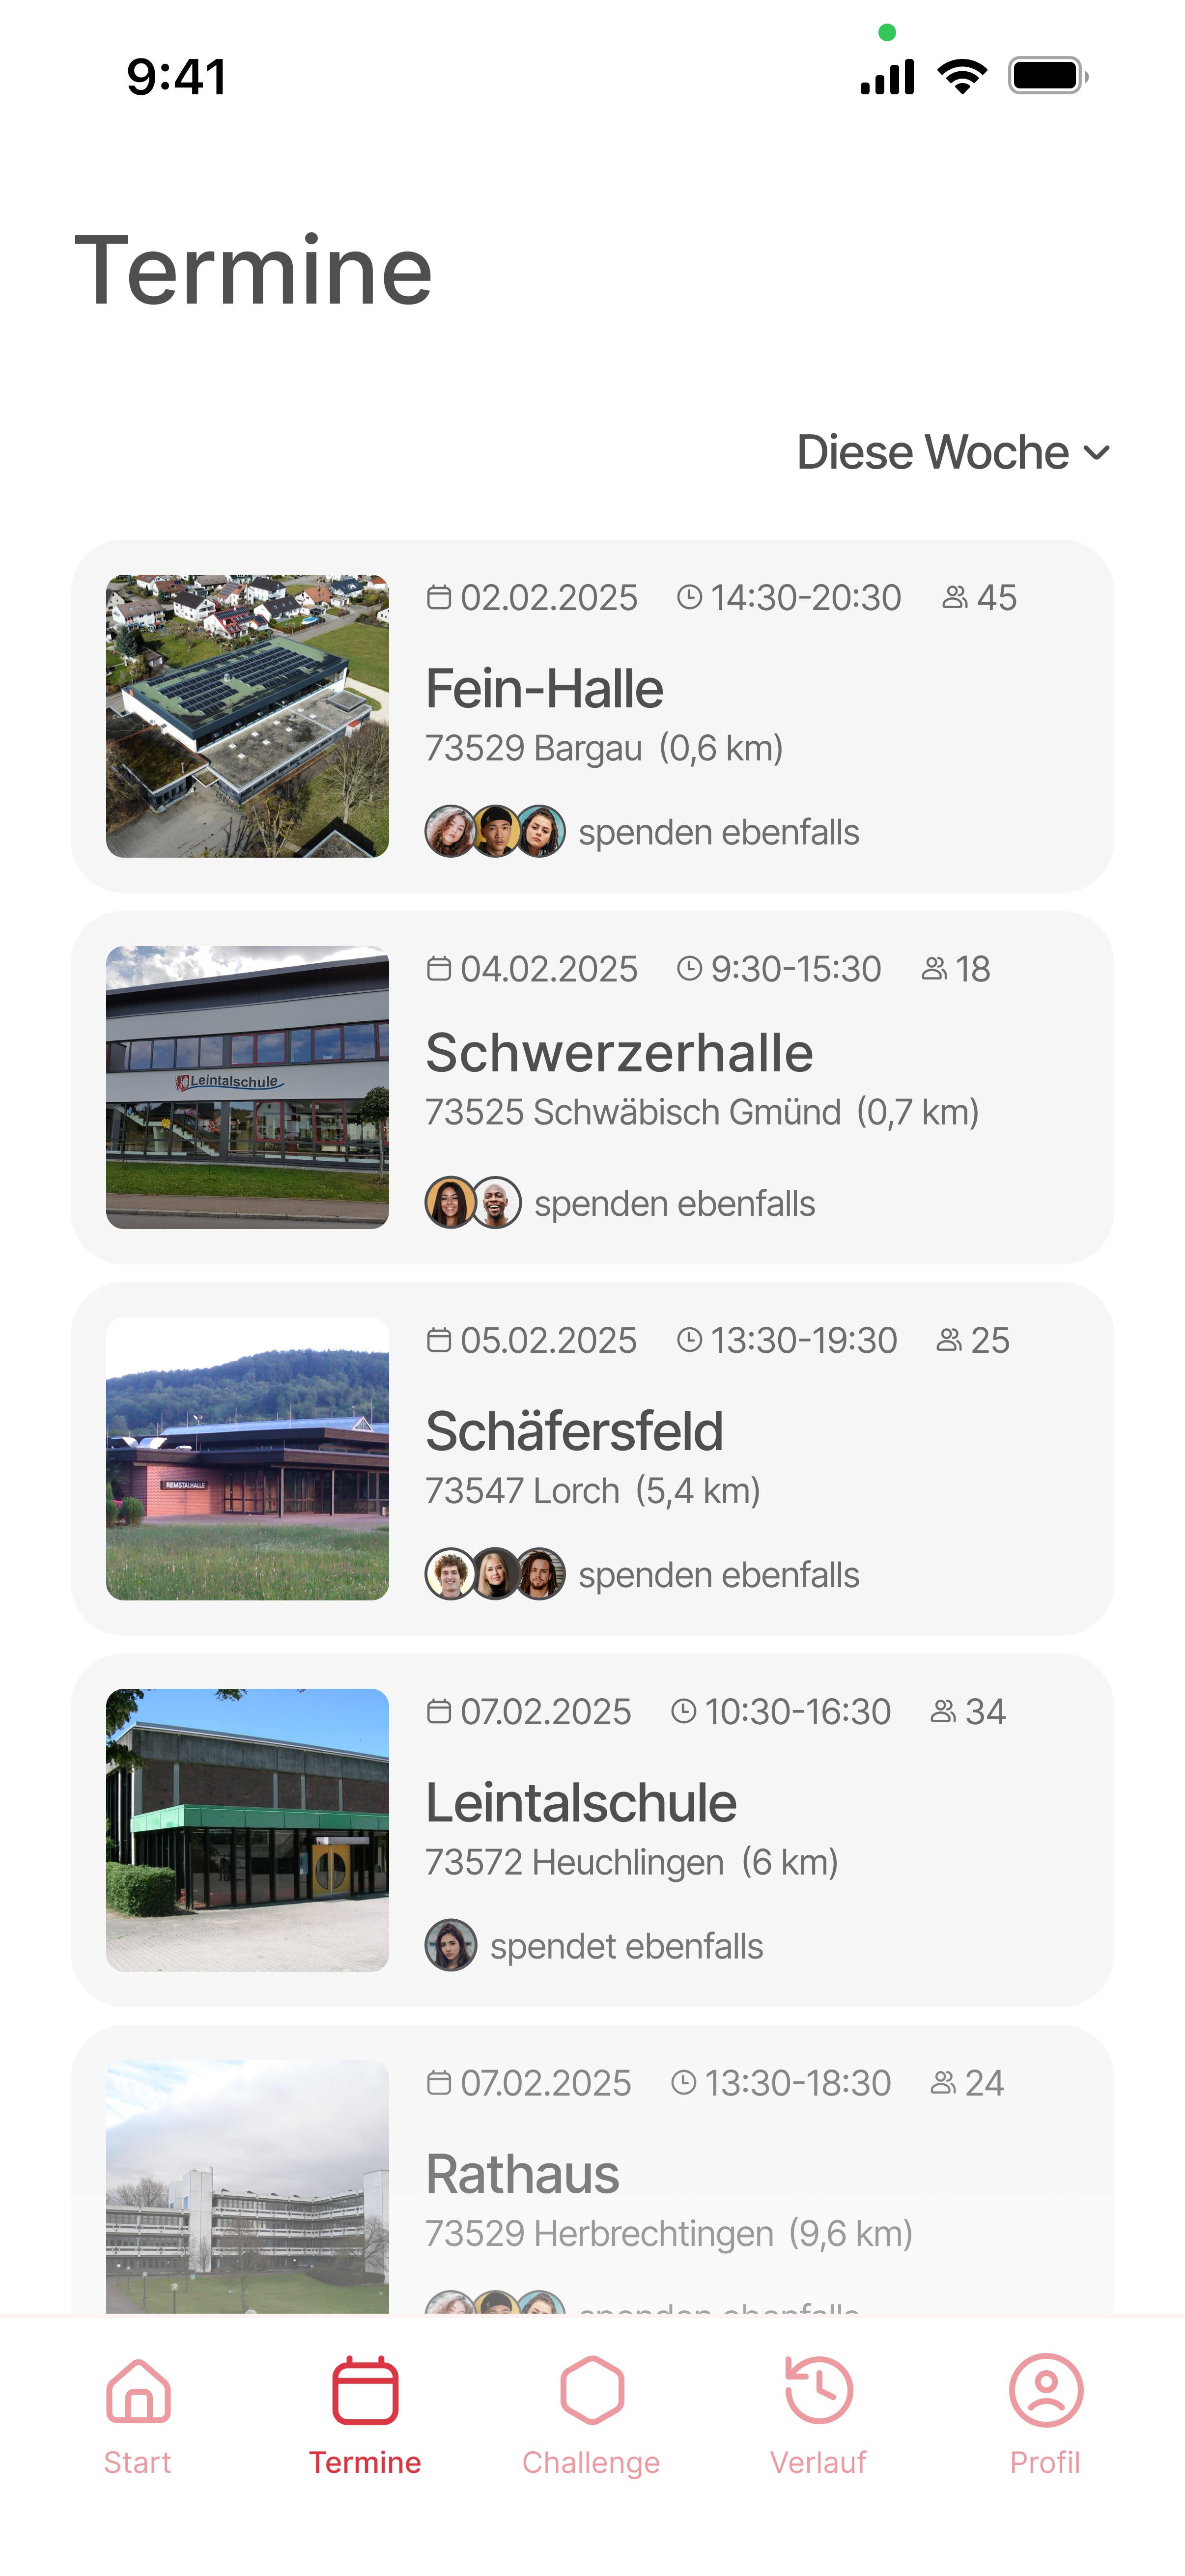 9:41
Termine
Diese Woche
02.02.2025 14:30-20:30 45
Fein-Halle
73529 Bargau (0,6 km)
spenden ebenfalls
04.02.2025 9:30-15:30 18
Leintalschule
Schwerzerhalle
73525 Schwäbisch Gmünd (0,7 km)
spenden ebenfalls
05.02.2025 13:30-19:30 25
Schäfersfeld
REMSTALHALLE
73547 Lorch (5,4 km)
spenden ebenfalls
07.02.2025 10:30-16:30 34
Leintalschule
73572 Heuchlingen (6 km)
spendet ebenfalls
07.02.2025 13:30-18:30 24
Rathaus
73529 Herbrechtingen (9,6 km)
spenden ebenfalls
Start Termine Challenge Verlauf Profil